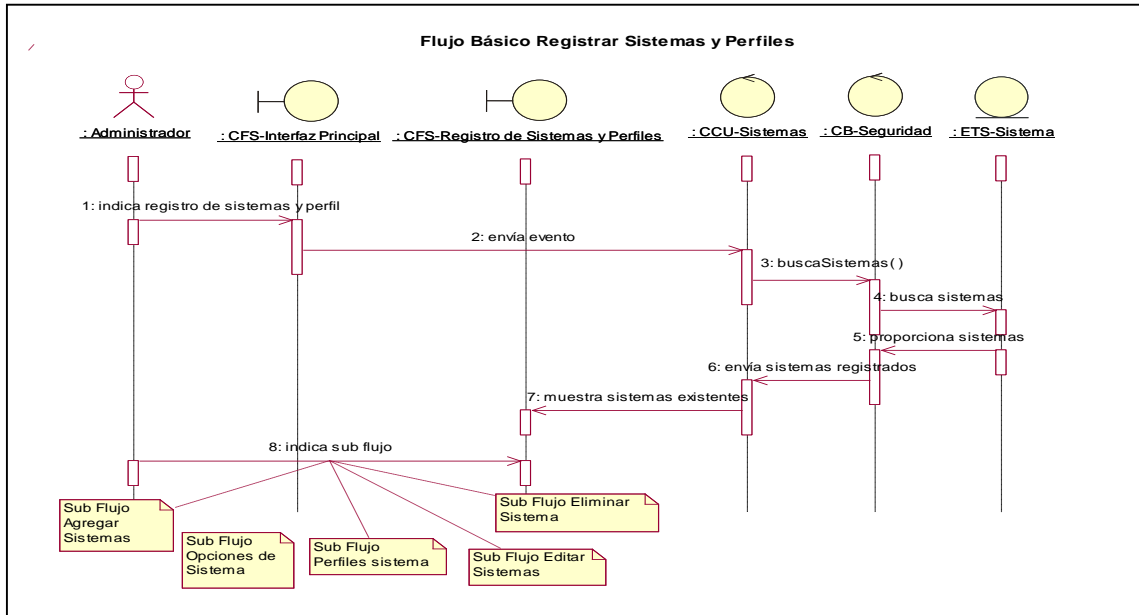 Flujo Básico Registrar Sistemas y Perfiles
: Administrador
: CFS-Interfaz Principal
: CFS-Registro de Sistemas y Perfiles
: CCU-Sistemas
: CB-Seguridad
: ETS-Sistema
1: indica registro de sistemas y perfil
2: envía evento
3: buscaSistemas( )
4: busca sistemas
5: proporciona sistemas
6: envía sistemas registrados
7: muestra sistemas existentes
8: indica sub flujo
Sub Flujo
Agregar
Sistemas
Sub Flujo
Opciones de
Sistema
Sub Flujo
Perfiles sistema
Sub Flujo Editar
Sistemas
Sub Flujo Eliminar
Sistema